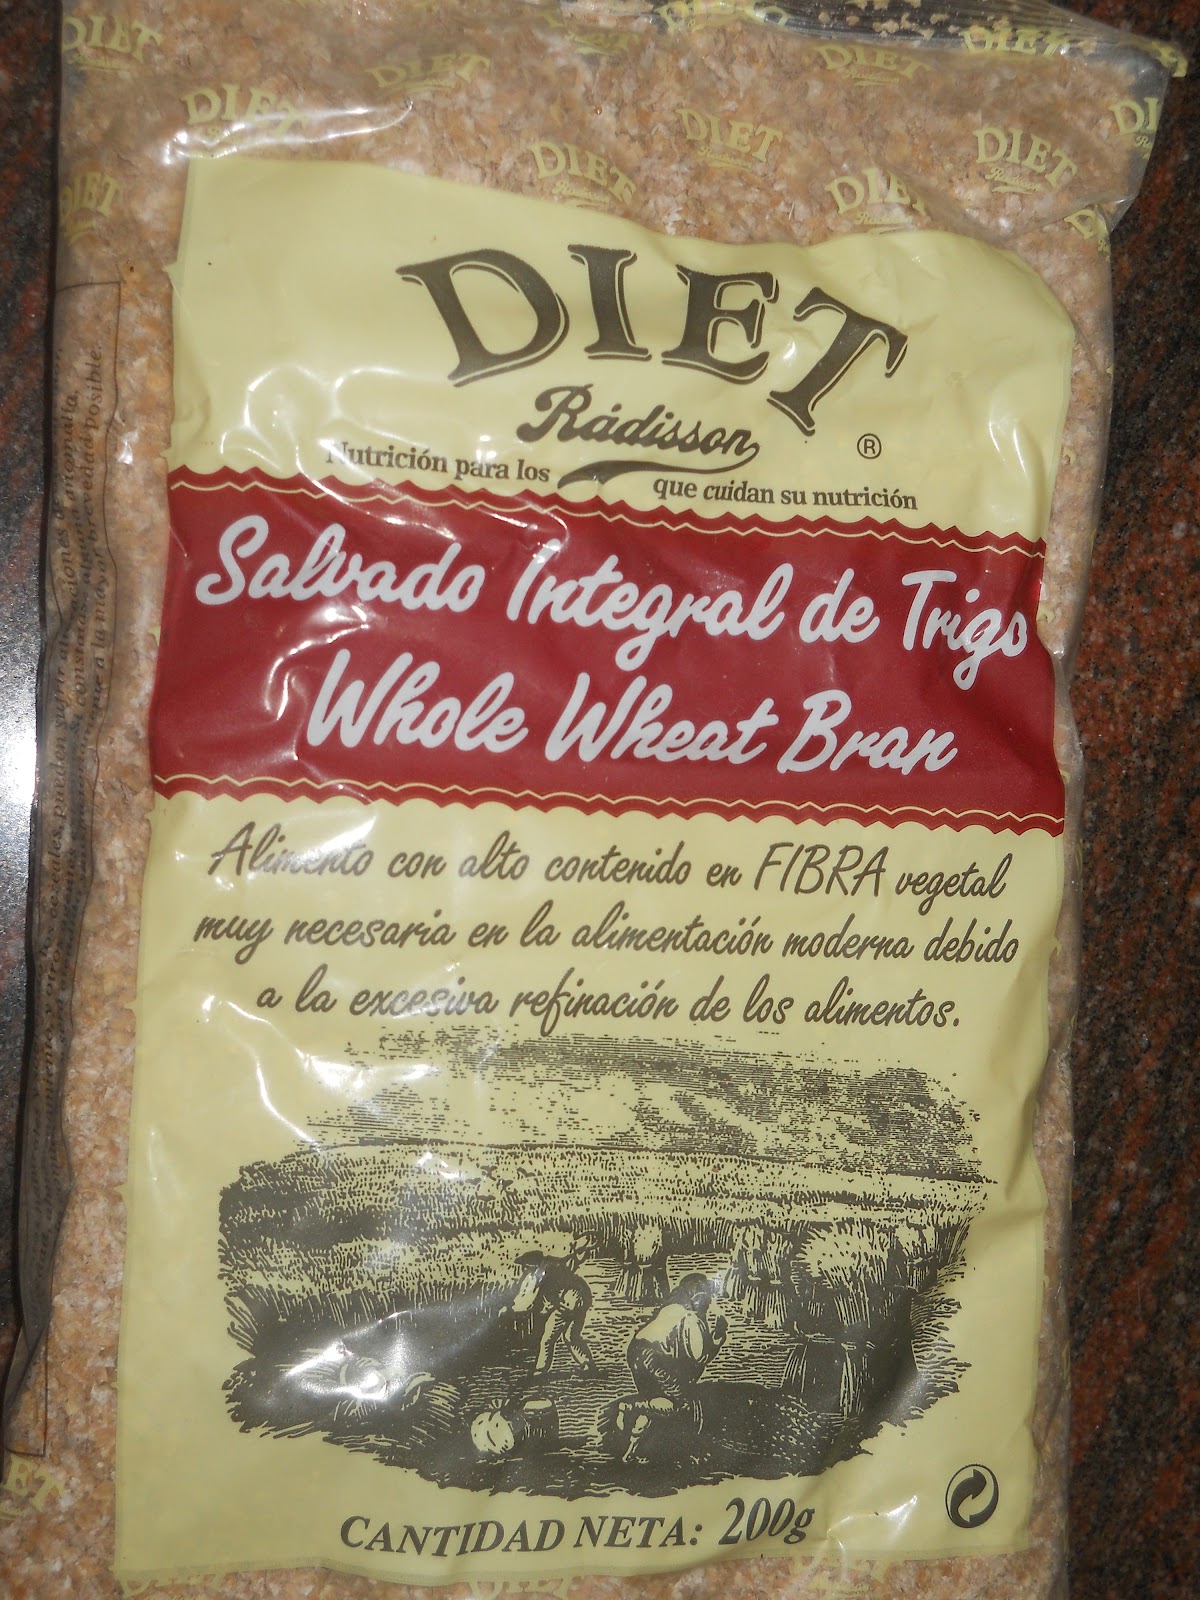 DIET
Rádisson
®
Nutrición para los que cuidan su nutrición
Salvado Integral de Trigo
Whole Wheat Bran
Alimento con alto contenido en FIBRA vegetal
muy necesaria en la alimentación moderna debido
a la excesiva refinación de los alimentos.
CANTIDAD NETA: 200g